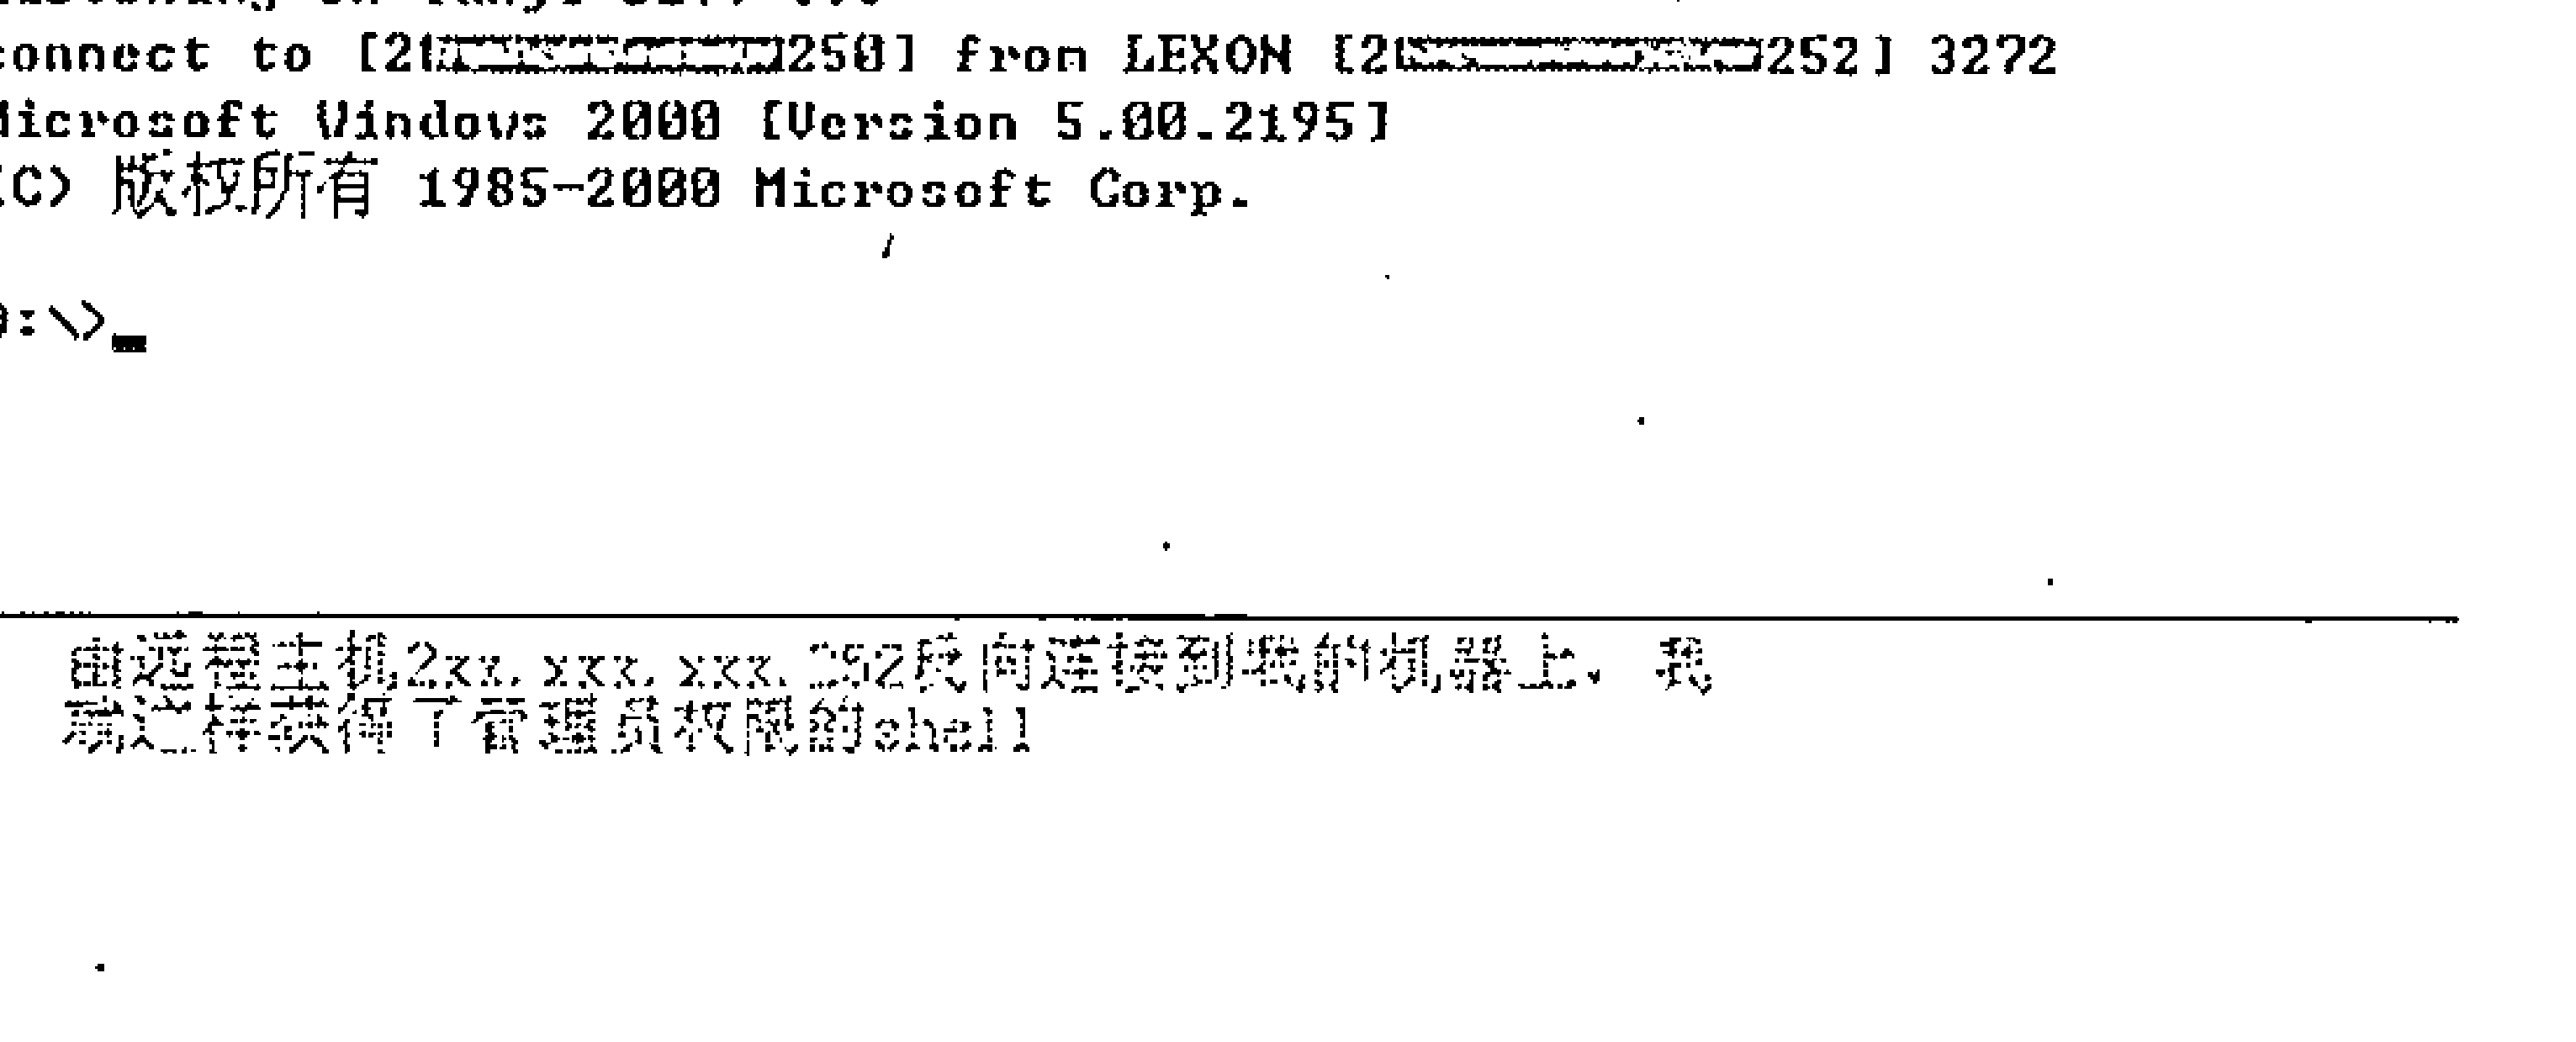 connect to [2 250] from LEXON [2 252] 3272
Microsoft Windows 2000 [Version 5.00.2195]
(C) 版权所有 1985-2000 Microsoft Corp.
:\>_
由远程主机2xx.xxx.xxx.252反向连接到我的机器上，我
就这样获得了管理员权限的shell